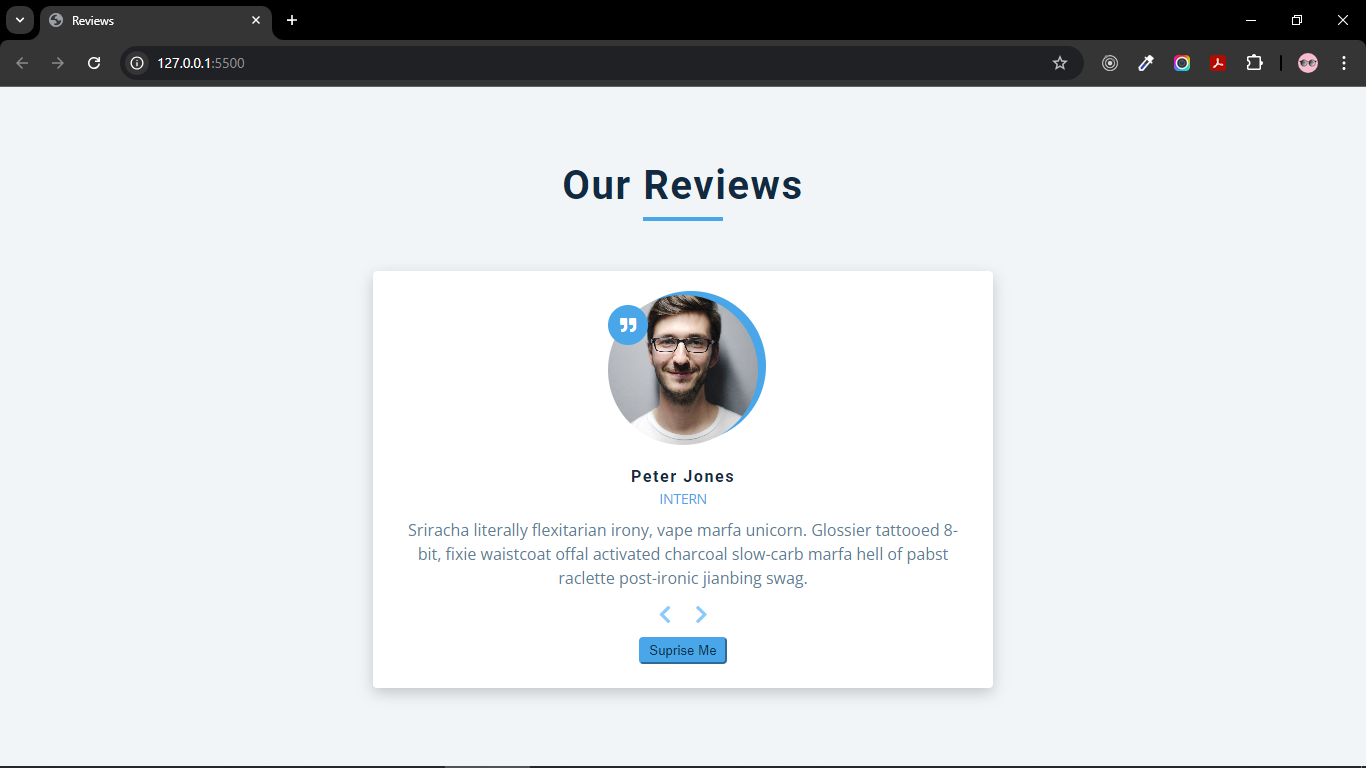 Reviews
127.0.0.1:5500
Our Reviews
Peter Jones
INTERN
Sriracha literally flexitarian irony, vape marfa unicorn. Glossier tattooed 8-
bit, fixie waistcoat offal activated charcoal slow-carb marfa hell of pabst
raclette post-ironic jianbing swag.
Suprise Me